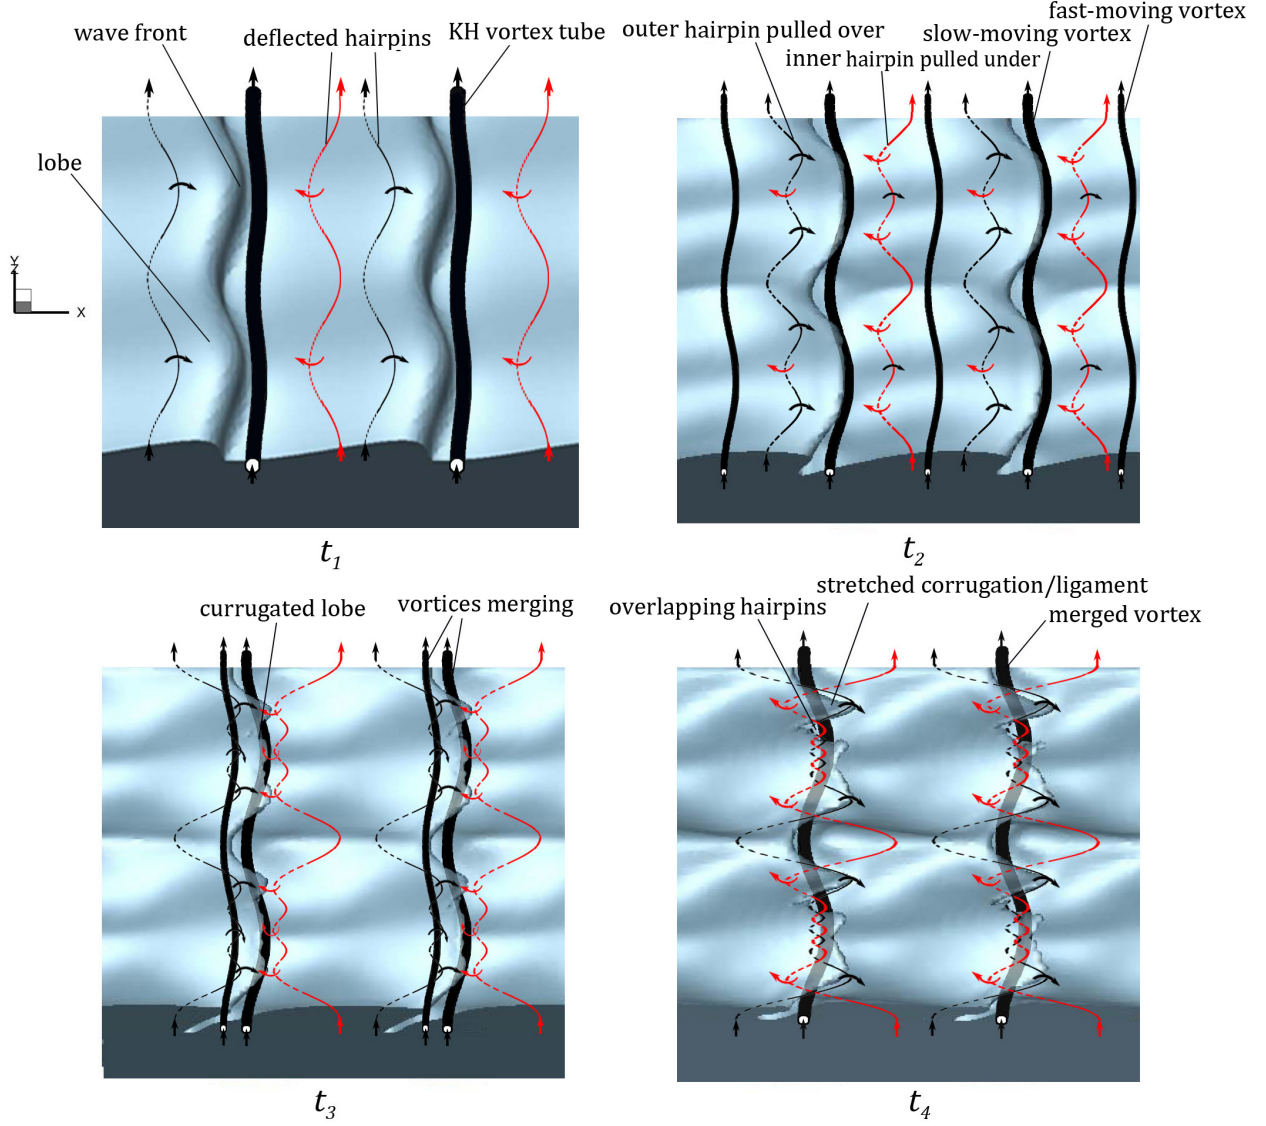 wave front
deflected hairpins
KH vortex tube
lobe
Y
Z
X
t1
outer hairpin pulled over
inner hairpin pulled under
slow-moving vortex
fast-moving vortex
t2
currugated lobe
vortices merging
t3
overlapping hairpins
stretched corrugation/ligament
merged vortex
t4